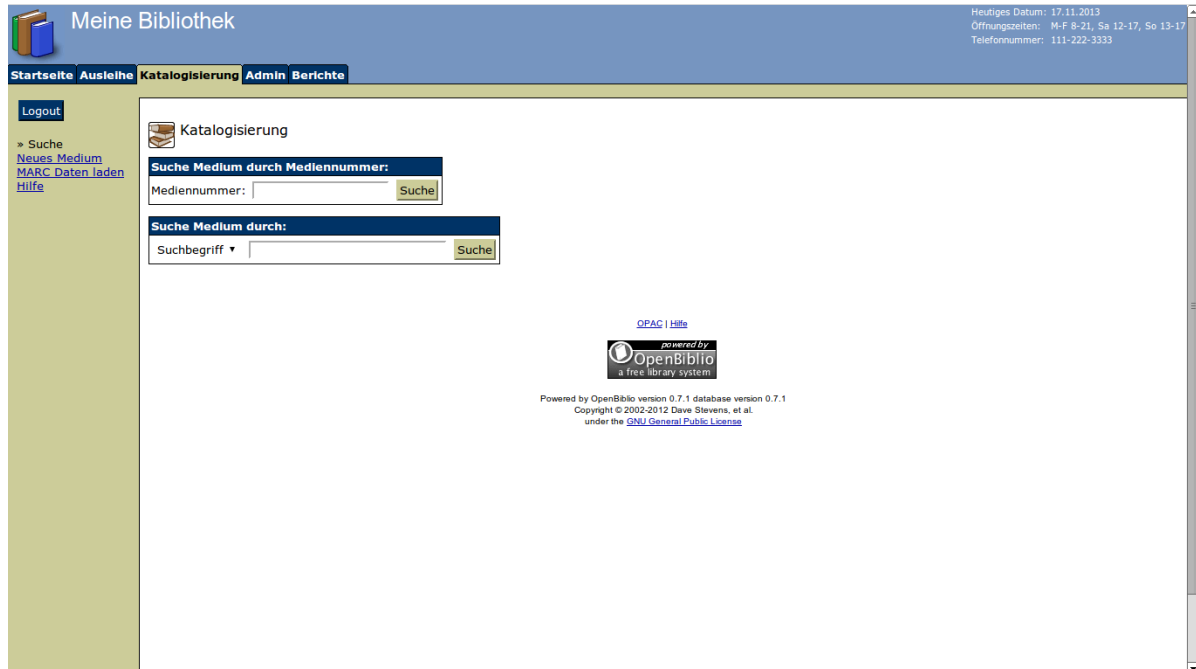 Meine Bibliothek
Heutiges Datum: 17.11.2013
Öffnungszeiten: M-F 8-21, Sa 12-17, So 13-17
Telefonnummer: 111-222-3333
Startseite Ausleihe Katalogisierung Admin Berichte
Logout
» Suche
Neues Medium
MARC Daten laden
Hilfe
Katalogisierung
Suche Medium durch Mediennummer:
Mediennummer: Suche
Suche Medium durch:
Suchbegriff ▼ Suche
OPAC | Hilfe
powered by
OpenBiblio
a free library system
Powered by OpenBiblio version 0.7.1 database version 0.7.1
Copyright © 2002-2012 Dave Stevens, et al.
under the GNU General Public License